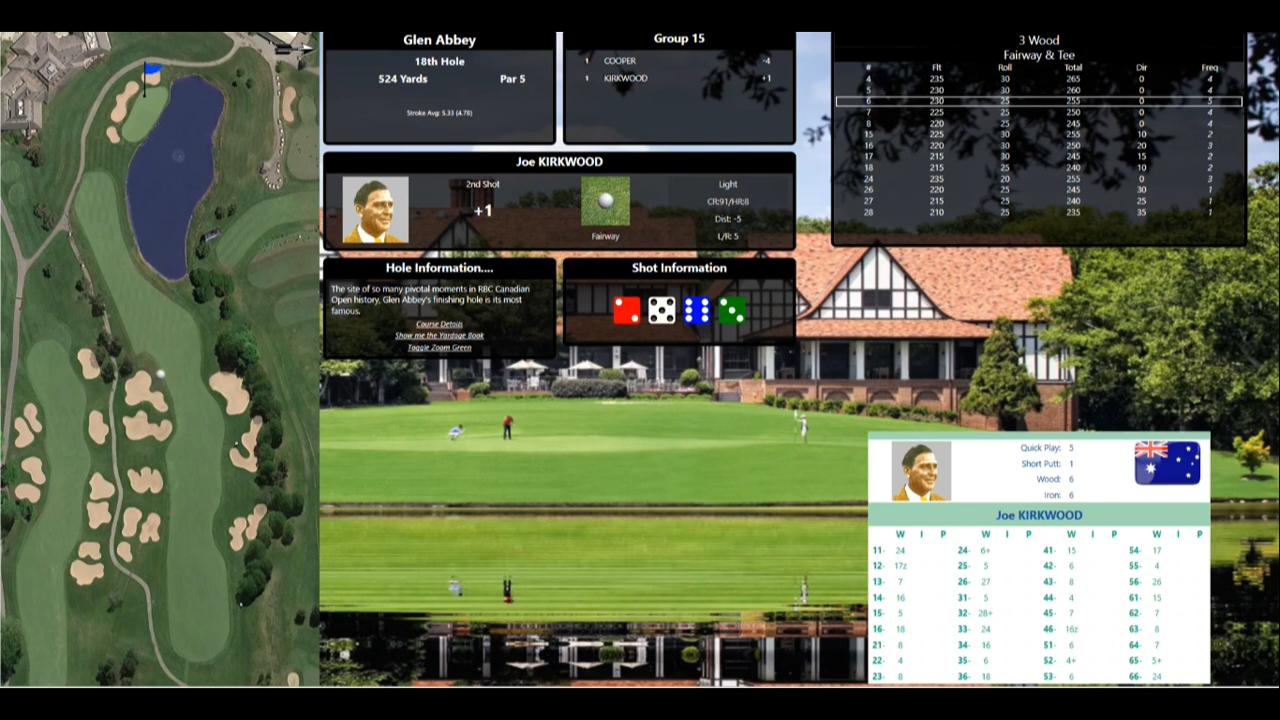 Glen Abbey
18th Hole
524 Yards Par 5
Stroke Avg: 5.33 (4.78)
Group 15
1 COOPER -4
1 KIRKWOOD +1
3 Wood
Fairway & Tee
# Flt Roll Total Dir Freq
4 235 30 265 0 4
5 230 30 260 0 4
6 230 25 255 0 5
7 225 25 250 0 4
8 220 25 245 0 4
15 225 30 255 10 2
16 220 30 250 20 3
17 215 30 245 15 2
18 215 25 240 10 2
24 235 20 255 0 3
26 220 25 245 30 1
27 215 25 240 25 1
28 210 25 235 35 1
Joe KIRKWOOD
2nd Shot
+1
Fairway
Light
CR:91/HR:8
Dist: -5
L/R: 5
Hole Information....
The site of so many pivotal moments in RBC Canadian
Open history, Glen Abbey's finishing hole is its most
famous.
Course Details
Show me the Yardage Book
Toggle Zoom Green
Shot Information
Quick Play: 5
Short Putt: 1
Wood: 6
Iron: 6
Joe KIRKWOOD
W I P W I P W I P W I P
11- 24 24- 6+ 41- 15 54- 17
12- 17z 25- 5 42- 6 55- 4
13- 7 26- 27 43- 8 56- 26
14- 16 31- 5 44- 4 61- 15
15- 5 32- 28+ 45- 7 62- 7
16- 18 33- 24 46- 16z 63- 8
21- 8 34- 16 51- 6 64- 7
22- 4 35- 6 52- 4+ 65- 5+
23- 8 36- 18 53- 6 66- 24